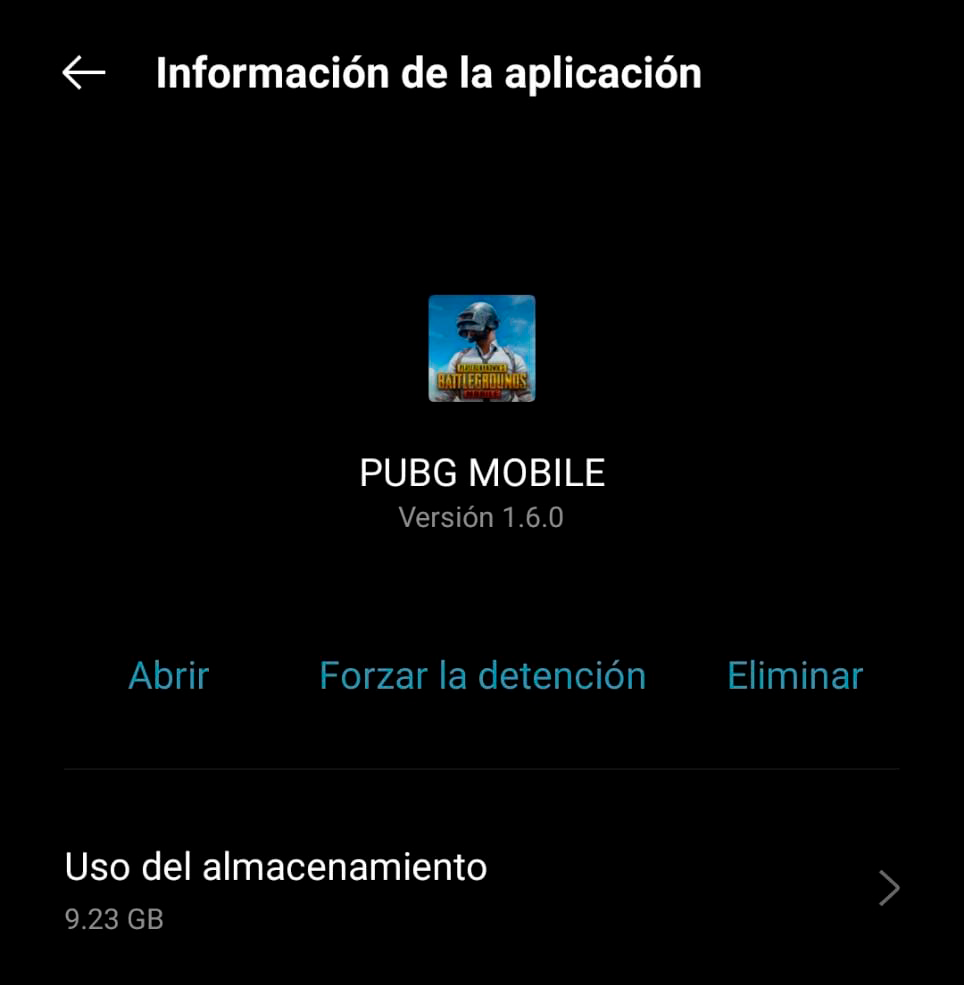 Información de la aplicación
PLAYERUNKNOWN'S
BATTLEGROUNDS
MOBILE
PUBG MOBILE
Versión 1.6.0
Abrir Forzar la detención Eliminar
Uso del almacenamiento
9.23 GB